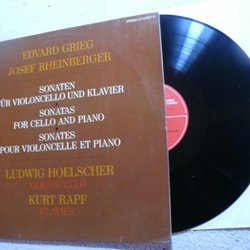 EDVARD GRIEG
JOSEF RHEINBERGER
SONATEN
FÜR VIOLONCELLO UND KLAVIER
SONATAS
FOR CELLO AND PIANO
SONATES
POUR VIOLONCELLE ET PIANO
LUDWIG HOELSCHER
VIOLONCELLO
KURT RAPF
KLAVIER